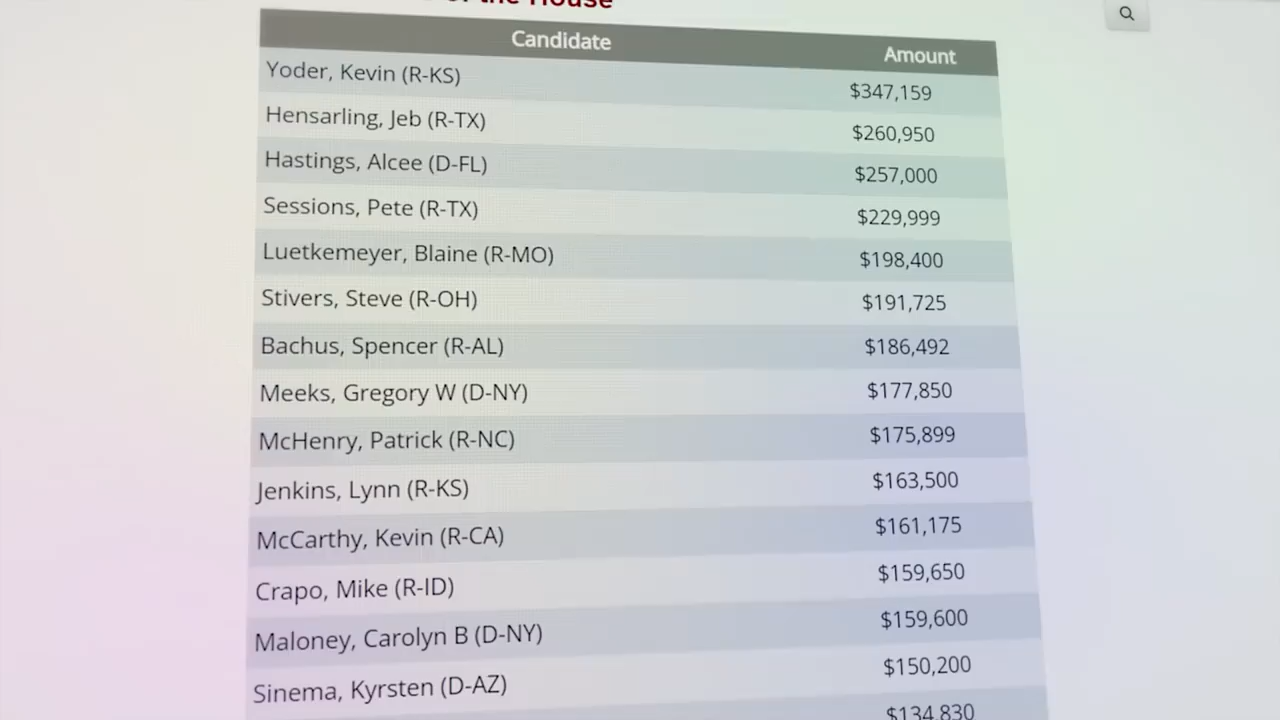 the House
Candidate Amount
Yoder, Kevin (R-KS) $347,159
Hensarling, Jeb (R-TX) $260,950
Hastings, Alcee (D-FL) $257,000
Sessions, Pete (R-TX) $229,999
Luetkemeyer, Blaine (R-MO) $198,400
Stivers, Steve (R-OH) $191,725
Bachus, Spencer (R-AL) $186,492
Meeks, Gregory W (D-NY) $177,850
McHenry, Patrick (R-NC) $175,899
Jenkins, Lynn (R-KS) $163,500
McCarthy, Kevin (R-CA) $161,175
Crapo, Mike (R-ID) $159,650
Maloney, Carolyn B (D-NY) $159,600
Sinema, Kyrsten (D-AZ) $150,200
$134,830